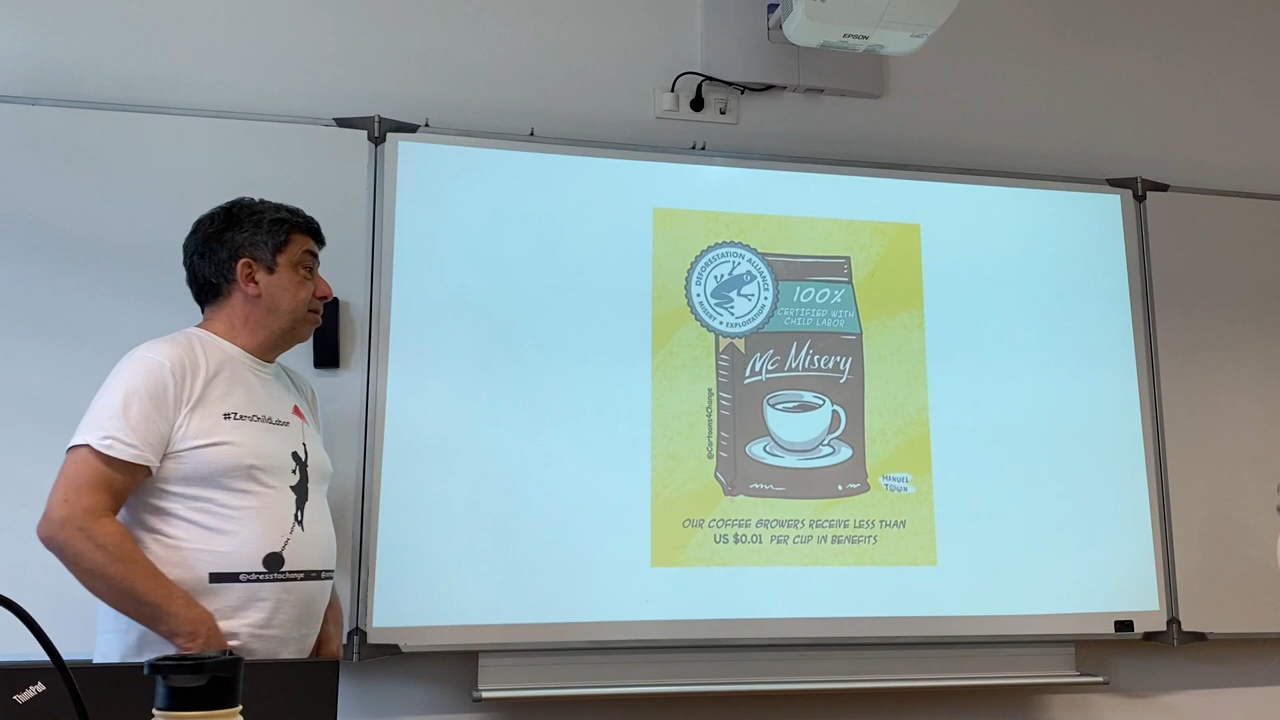 EPSON
DEFORESTATION ALLIANCE
MISERY ★ EXPLOITATION
100%
CERTIFIED WITH
CHILD LABOR
Mc Misery
@Cartoons4Change
MANUEL
TOWN
OUR COFFEE GROWERS RECEIVE LESS THAN
US $0.01 PER CUP IN BENEFITS
#ZeroChildLabor
@dresstochange
ThinkPad